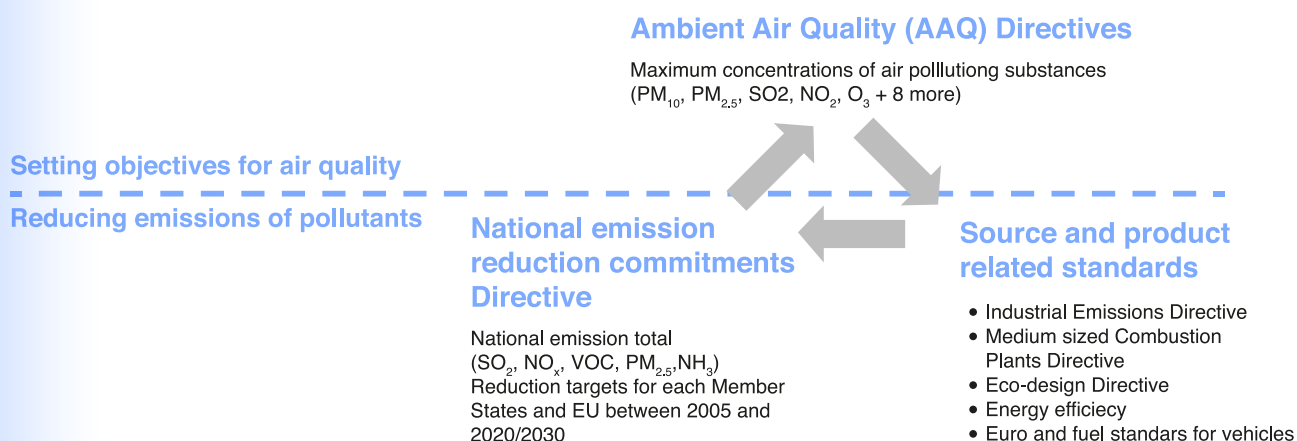 Ambient Air Quality (AAQ) Directives
Maximum concentrations of air polllutiong substances
(PM₁₀, PM₂.₅, SO2, NO₂, O₃ + 8 more)
Setting objectives for air quality
Reducing emissions of pollutants
National emission
reduction commitments
Directive
National emission total
(SO₂, NOₓ, VOC, PM₂.₅,NH₃)
Reduction targets for each Member
States and EU between 2005 and
2020/2030
Source and product
related standards
• Industrial Emissions Directive
• Medium sized Combustion
Plants Directive
• Eco-design Directive
• Energy efficiecy
• Euro and fuel standars for vehicles